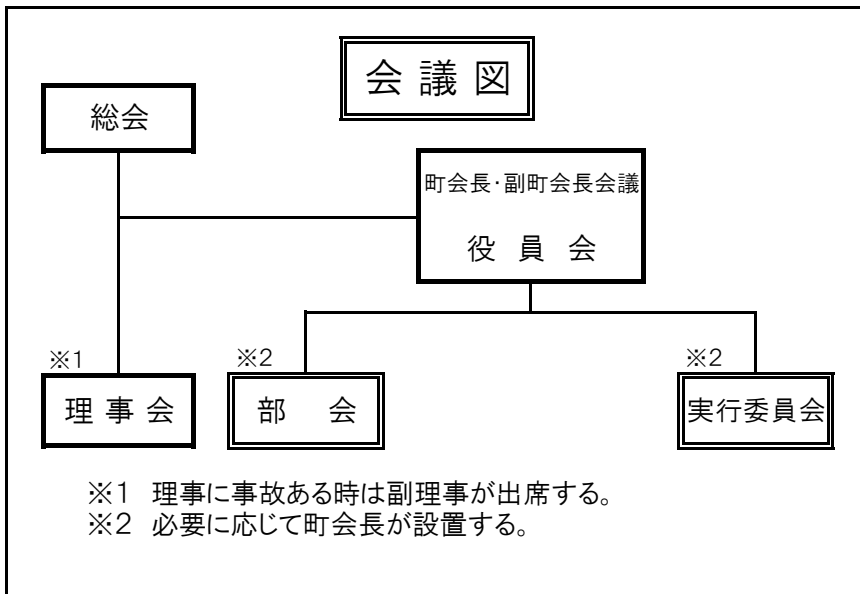 会議図
総会
町会長・副町会長会議
役員会
※1
※2
※2
理事会
部会
実行委員会
※1 理事に事故ある時は副理事が出席する。
※2 必要に応じて町会長が設置する。